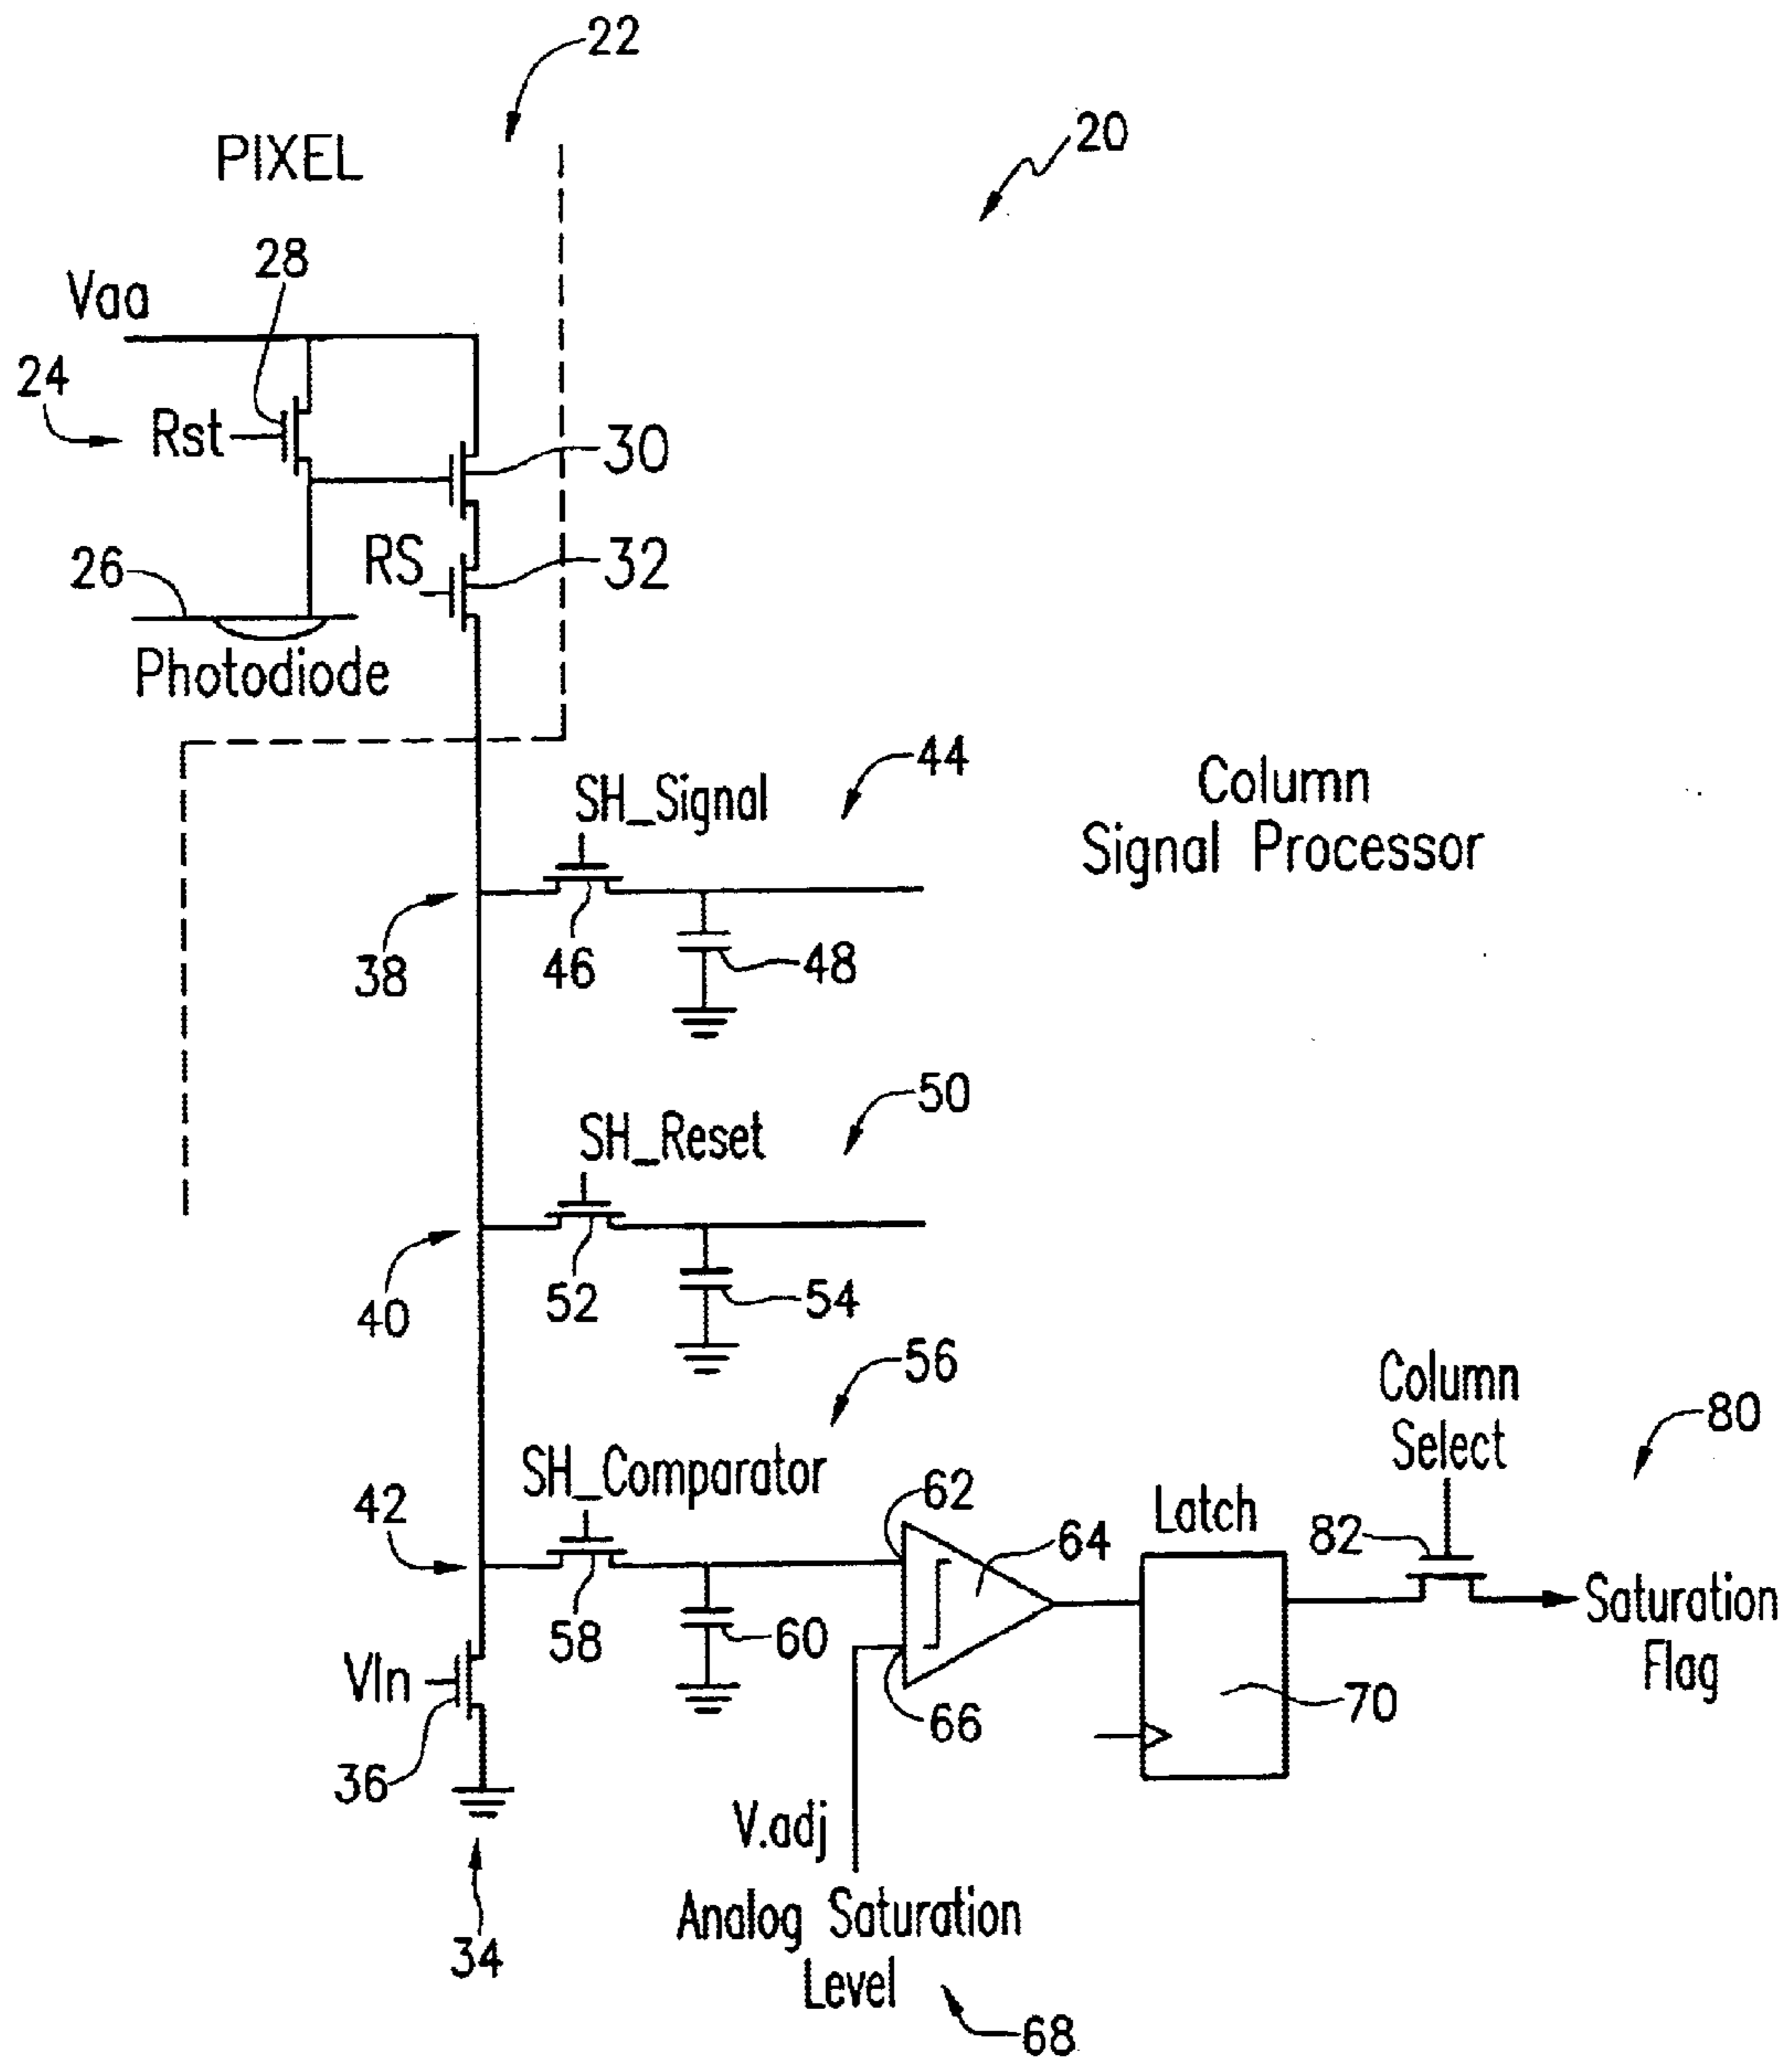 22
20
PIXEL
28
Vaa
24
Rst
30
RS
32
26
Photodiode
44
SH_Signal
Column
Signal Processor
38
46
48
50
SH_Reset
40
52
54
56
Column
Select
80
SH_Comparator
62
42
Latch
64
82
Saturation
Flag
58
60
Vln
66
70
36
V.adj
Analog Saturation
Level
34
68